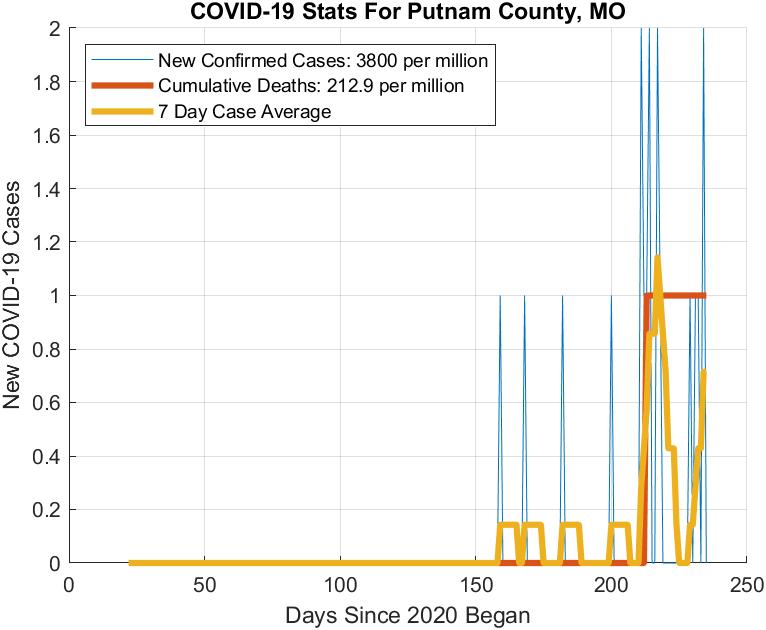 COVID-19 Stats For Putnam County, MO
New Confirmed Cases: 3800 per million
Cumulative Deaths: 212.9 per million
7 Day Case Average
New COVID-19 Cases
2
1.8
1.6
1.4
1.2
1
0.8
0.6
0.4
0.2
0
0 50 100 150 200 250
Days Since 2020 Began